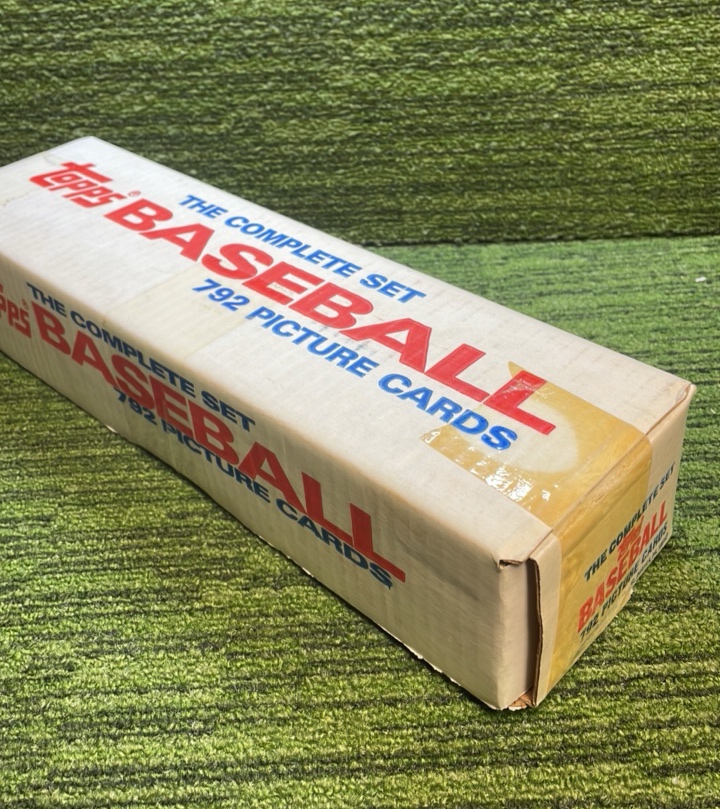 THE COMPLETE SET
Topps® BASEBALL
792 PICTURE CARDS
THE COMPLETE SET
BASEBALL
792 PICTURE CARDS
THE COMPLETE SET
BASEBALL
792 PICTURE CARDS